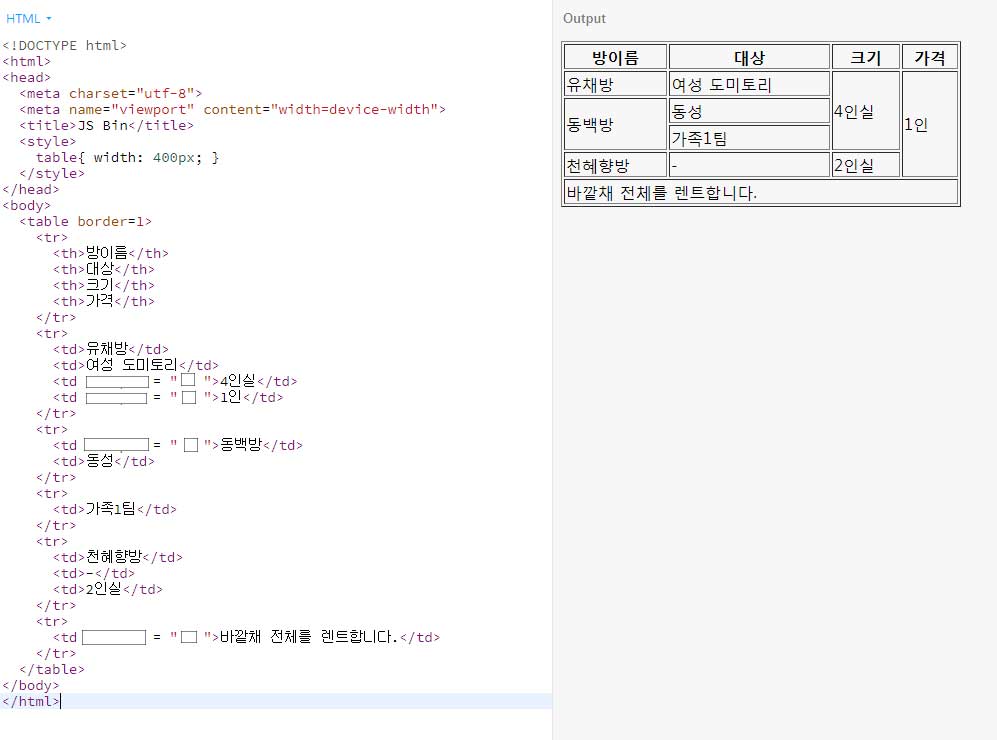 HTML
<!DOCTYPE html>
<html>
<head>
<meta charset="utf-8">
<meta name="viewport" content="width=device-width">
<title>JS Bin</title>
<style>
table{ width: 400px; }
</style>
</head>
<body>
<table border=1>
<tr>
<th>방이름</th>
<th>대상</th>
<th>크기</th>
<th>가격</th>
</tr>
<tr>
<td>유채방</td>
<td>여성 도미토리</td>
<td = " ">4인실</td>
<td = " ">1인</td>
</tr>
<tr>
<td = " ">동백방</td>
<td>동성</td>
</tr>
<tr>
<td>가족1팀</td>
</tr>
<tr>
<td>천혜향방</td>
<td>-</td>
<td>2인실</td>
</tr>
<tr>
<td = " ">바깥채 전체를 렌트합니다.</td>
</tr>
</table>
</body>
</html>
Output
방이름 대상 크기 가격
유채방 여성 도미토리 4인실 1인
동백방 동성
가족1팀
천혜향방 - 2인실
바깥채 전체를 렌트합니다.